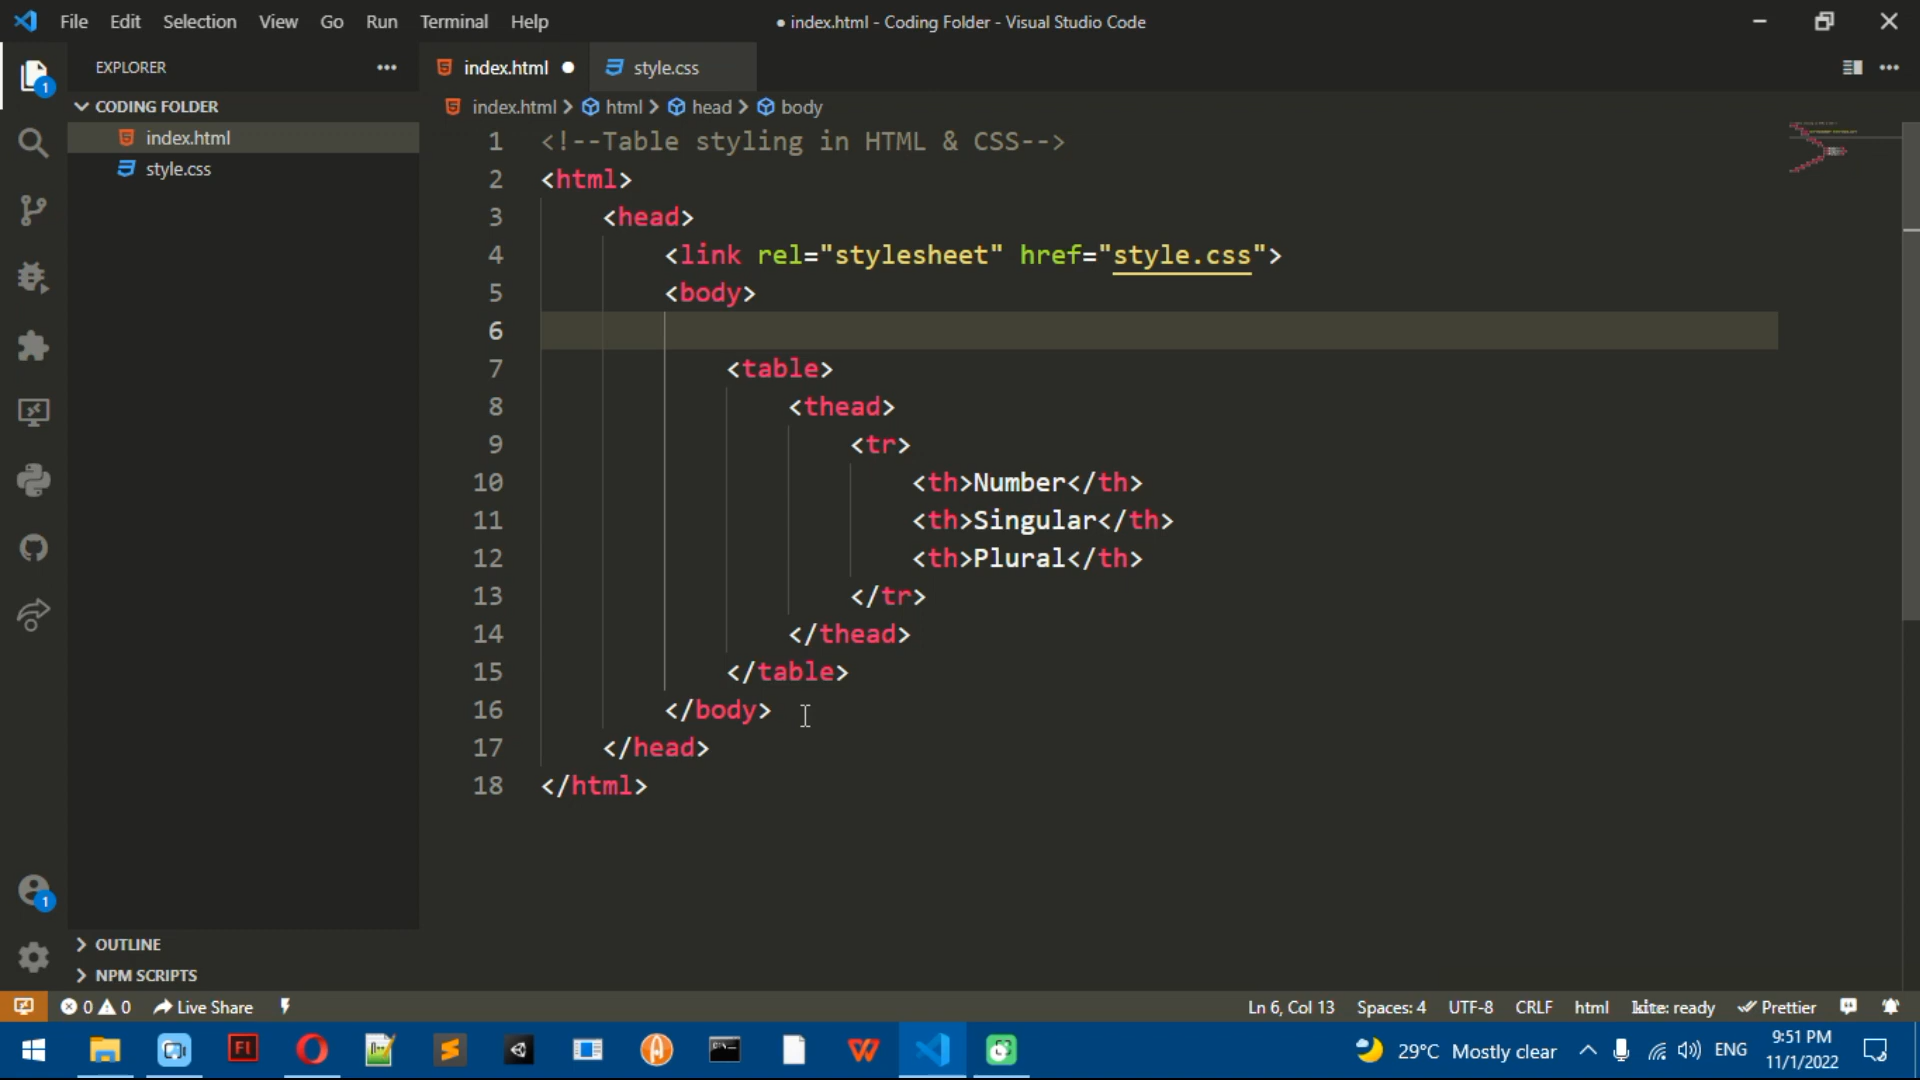 File Edit Selection View Go Run Terminal Help
● index.html - Coding Folder - Visual Studio Code
EXPLORER
index.html
style.css
CODING FOLDER
index.html > html > head > body
index.html
style.css
1 <!--Table styling in HTML & CSS-->
2 <html>
3 <head>
4 <link rel="stylesheet" href="style.css">
5 <body>
6
7 <table>
8 <thead>
9 <tr>
10 <th>Number</th>
11 <th>Singular</th>
12 <th>Plural</th>
13 </tr>
14 </thead>
15 </table>
16 </body>
17 </head>
18 </html>
1
1
OUTLINE
NPM SCRIPTS
0 0 Live Share
Ln 6, Col 13 Spaces: 4 UTF-8 CRLF html kite: ready Prettier
Fl
29°C Mostly clear
ENG
9:51 PM
11/1/2022